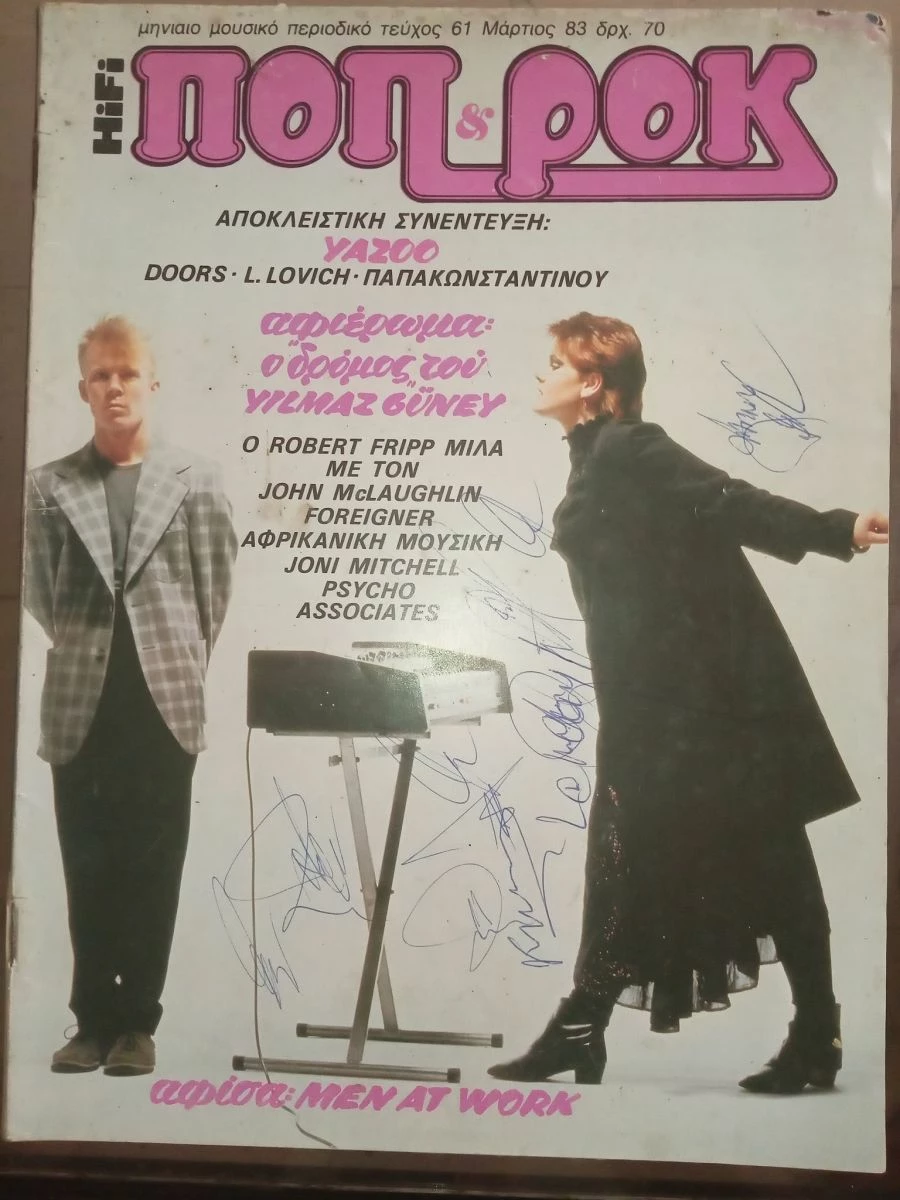 μηνιαιο μουσικό περιοδικό τεύχος 61 Μάρτιος 83 δρχ. 70
HiFi ΠΟΠ & ΡΟΚ
ΑΠΟΚΛΕΙΣΤΙΚΗ ΣΥΝΕΝΤΕΥΞΗ:
YAZOO
DOORS · L. LOVICH · ΠΑΠΑΚΩΝΣΤΑΝΤΙΝΟΥ
αφιέρωμα:
ο "δρόμος" τού
YILMAZ GÜNEY
Ο ROBERT FRIPP ΜΙΛΑ
ΜΕ ΤΟΝ
JOHN McLAUGHLIN
FOREIGNER
ΑΦΡΙΚΑΝΙΚΗ ΜΟΥΣΙΚΗ
JONI MITCHELL
PSYCHO
ASSOCIATES
αφίσα: MEN AT WORK